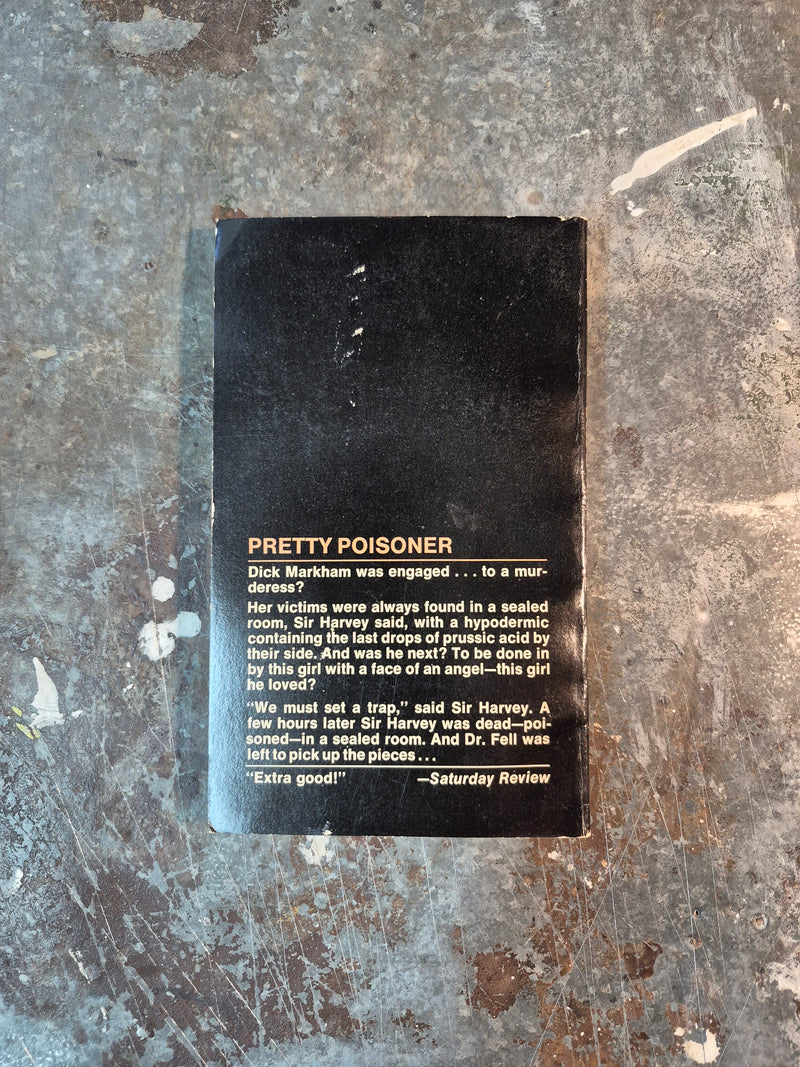 PRETTY POISONER
Dick Markham was engaged . . . to a mur-
deress?
Her victims were always found in a sealed
room, Sir Harvey said, with a hypodermic
containing the last drops of prussic acid by
their side. And was he next? To be done in
by this girl with a face of an angel—this girl
he loved?
"We must set a trap," said Sir Harvey. A
few hours later Sir Harvey was dead—poi-
soned—in a sealed room. And Dr. Fell was
left to pick up the pieces . . .
"Extra good!" —Saturday Review